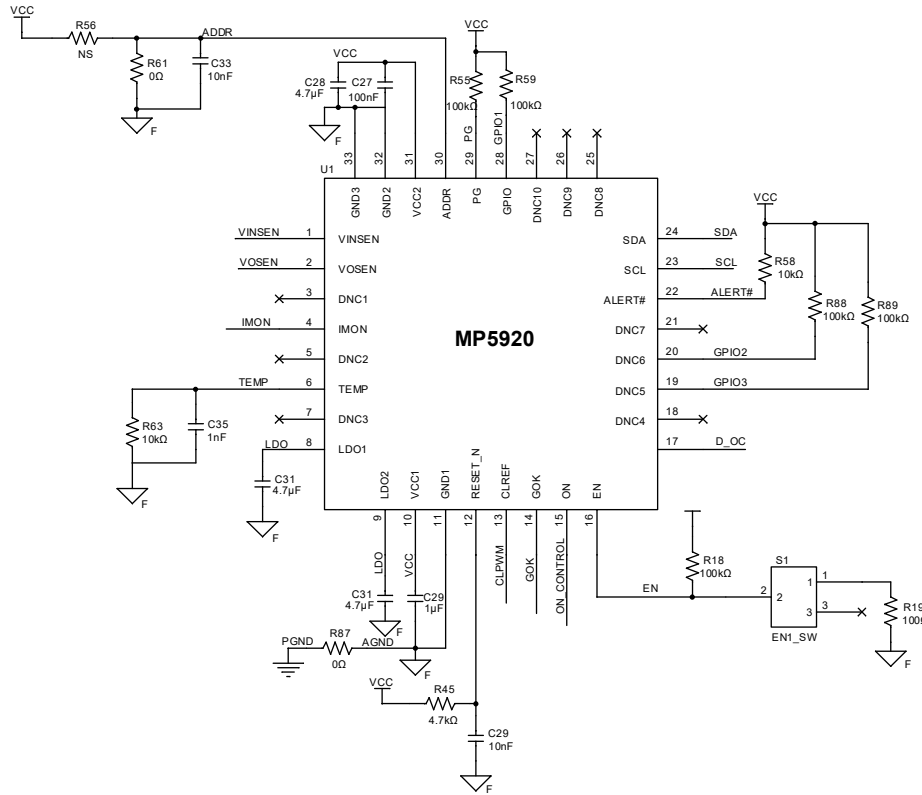 VCC
R56
NS
ADDR
R61
0Ω
C33
10nF
F
VCC
C28
4.7µF
C27
100nF
F
VCC
R55
100kΩ
R59
100kΩ
PG
GPIO1
33
32
31
30
29
28
27
26
25
U1
GND3
GND2
VCC2
ADDR
PG
GPIO
DNC10
DNC9
DNC8
VINSEN
1
VINSEN
VOSEN
2
VOSEN
3
DNC1
IMON
4
IMON
5
DNC2
TEMP
6
TEMP
7
DNC3
LDO
8
LDO1
R63
10kΩ
C35
1nF
F
C31
4.7µF
F
MP5920
SDA
24
SDA
SCL
23
SCL
ALERT#
22
ALERT#
DNC7
21
DNC6
20
GPIO2
DNC5
19
GPIO3
DNC4
18
17
D_OC
VCC
R58
10kΩ
R88
100kΩ
R89
100kΩ
LDO2
VCC1
GND1
RESET_N
CLREF
GOK
ON
EN
9
10
11
12
13
14
15
16
LDO
VCC
CLPWM
GOK
ON_CONTROL
C31
4.7µF
F
C29
1µF
PGND
R87
0Ω
AGND
F
VCC
R45
4.7kΩ
C29
10nF
F
EN
R18
100kΩ
S1
2
2
1
1
3
3
EN1_SW
R19
100Ω
F